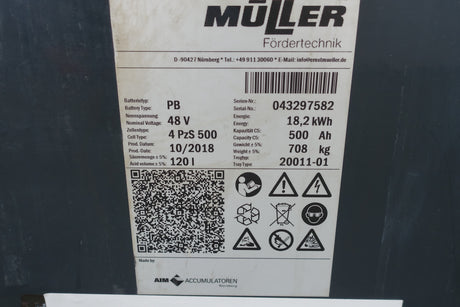 MÜLLER
Fördertechnik
D -90427 Nürnberg * Tel.: +49 911 30060 * E-Mail: info@ernstmueller.de
Batterietyp:
Battery Type: PB
Serien-Nr.:
Serial-No.: 043297582
Nennspannung
Nominal Voltage: 48 V
Energie:
Energy: 18,2 kWh
Zellentype:
Cell Type: 4 PzS 500
Kapazität C5:
Capacity C5: 500 Ah
Prod. Datum
Prod. Date: 10/2018
Gewicht ± 5%:
Weight ± 5%: 708 kg
Säuremenge ± 5%:
Acid volume ± 5%: 120 l
Trogtyp:
Tray Type: 20011-01
Made by
AIM ACCUMULATOREN